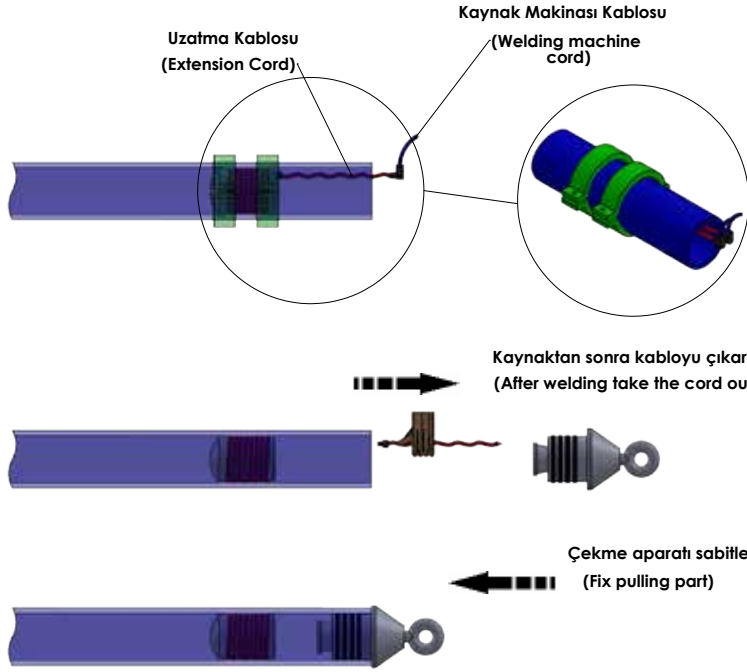 Kaynak Makinası Kablosu
(Welding machine
cord)
Uzatma Kablosu
(Extension Cord)
Kaynaktan sonra kabloyu çıkar
(After welding take the cord ou
Çekme aparatı sabitle
(Fix pulling part)